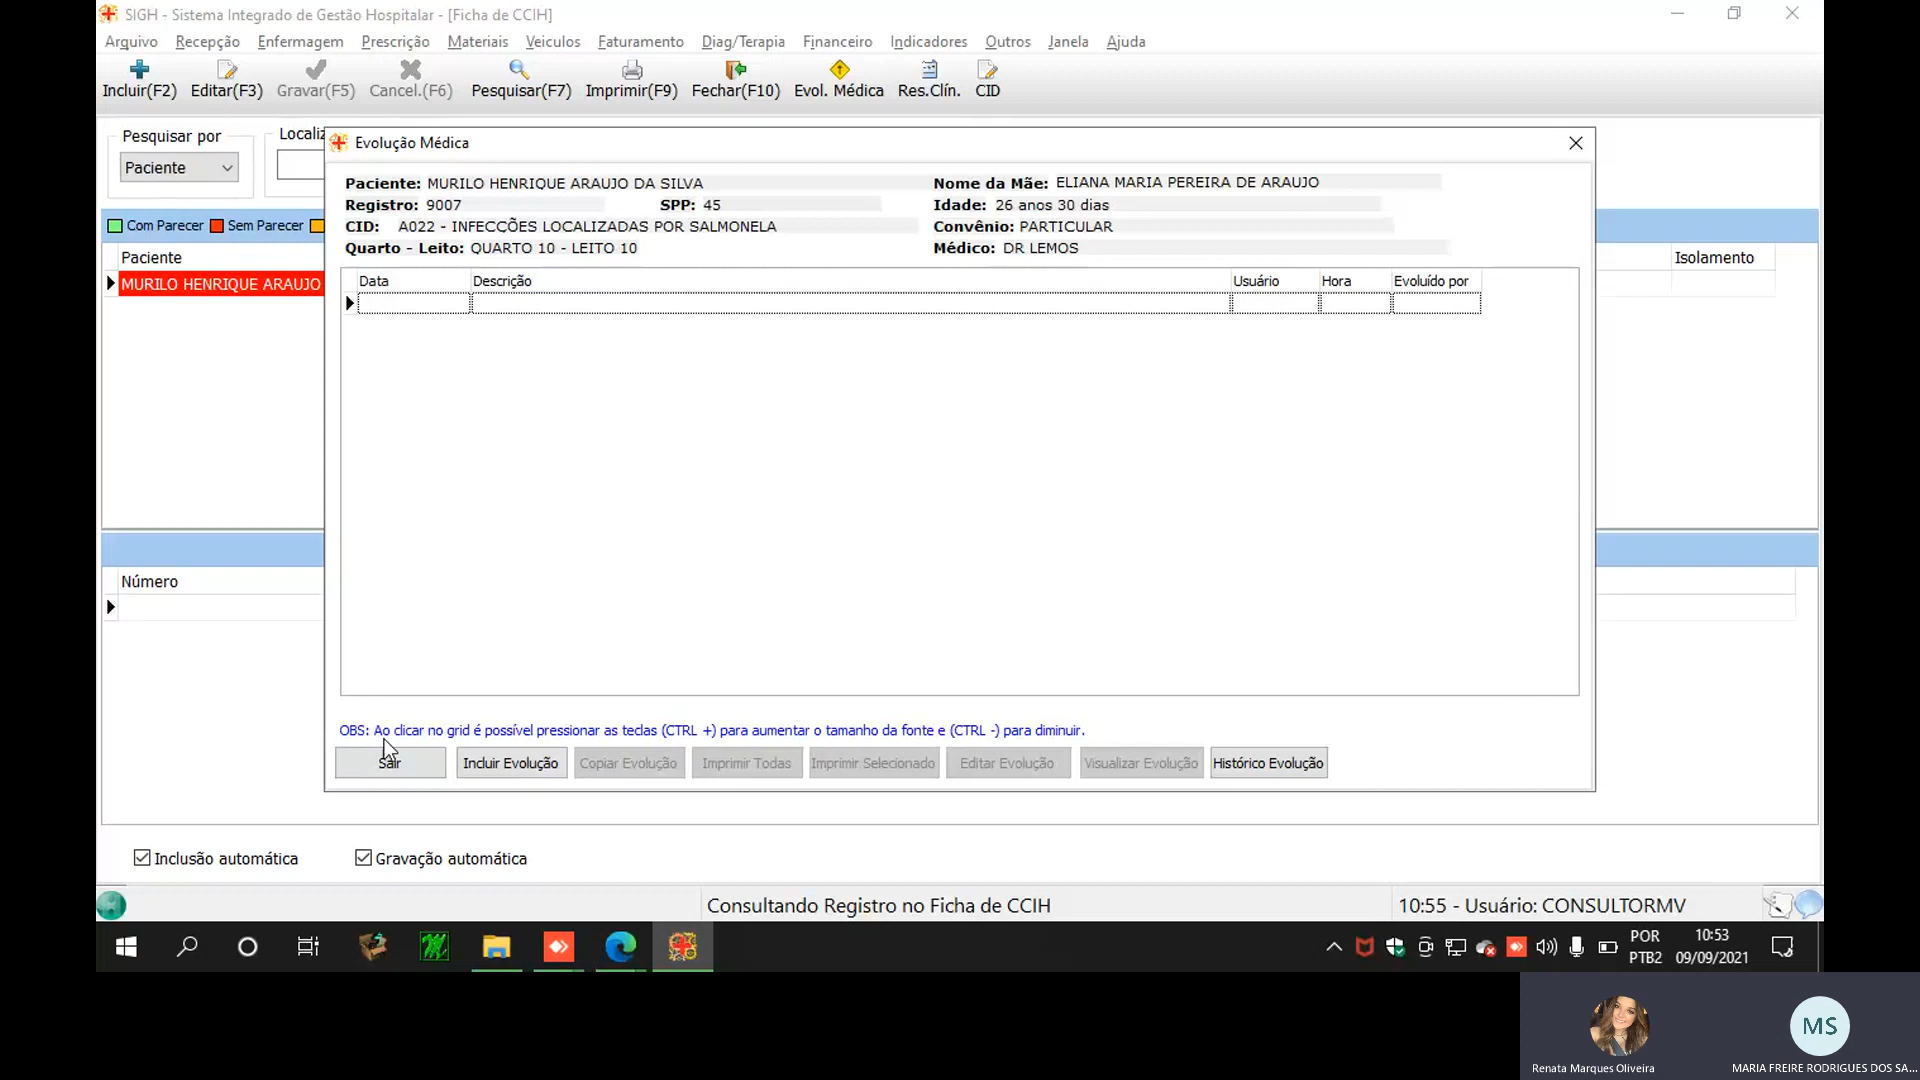 SIGH - Sistema Integrado de Gestão Hospitalar - [Ficha de CCIH]
Arquivo Recepção Enfermagem Prescrição Materiais Veiculos Faturamento Diag/Terapia Financeiro Indicadores Outros Janela Ajuda
Incluir(F2) Editar(F3) Gravar(F5) Cancel.(F6) Pesquisar(F7) Imprimir(F9) Fechar(F10) Evol. Médica Res.Clín. CID
Pesquisar por
Paciente
Com Parecer Sem Parecer
Paciente
MURILO HENRIQUE ARAUJO
Isolamento
Número
Evolução Médica
Paciente: MURILO HENRIQUE ARAUJO DA SILVA Nome da Mãe: ELIANA MARIA PEREIRA DE ARAUJO
Registro: 9007 SPP: 45 Idade: 26 anos 30 dias
CID: A022 - INFECÇÕES LOCALIZADAS POR SALMONELA Convênio: PARTICULAR
Quarto - Leito: QUARTO 10 - LEITO 10 Médico: DR LEMOS
Data Descrição Usuário Hora Evoluído por
OBS: Ao clicar no grid é possível pressionar as teclas (CTRL +) para aumentar o tamanho da fonte e (CTRL -) para diminuir.
Sair Incluir Evolução Copiar Evolução Imprimir Todas Imprimir Selecionado Editar Evolução Visualizar Evolução Histórico Evolução
Inclusão automática Gravação automática
Consultando Registro no Ficha de CCIH 10:55 - Usuário: CONSULTORMV
POR
PTB2
10:53
09/09/2021
MS
Renata Marques Oliveira MARIA FREIRE RODRIGUES DOS SA...